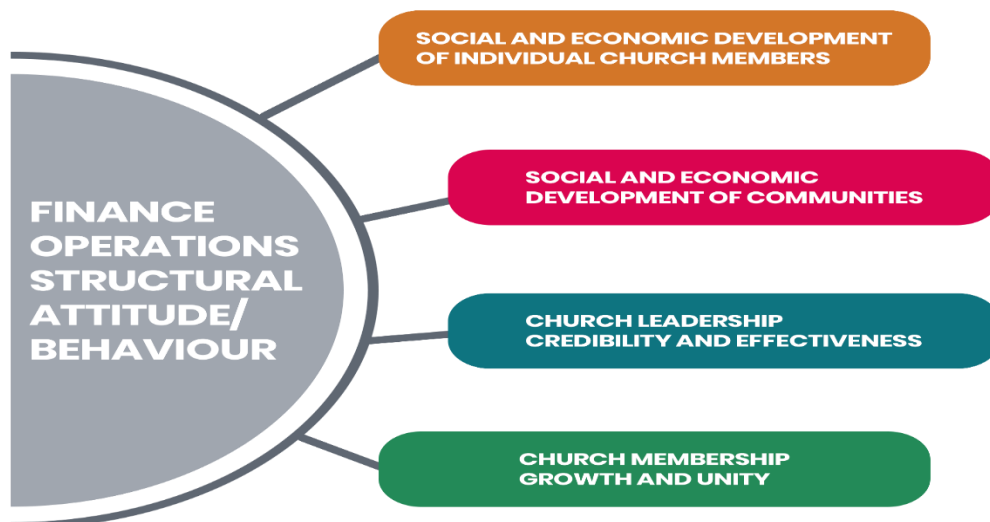 SOCIAL AND ECONOMIC DEVELOPMENT
OF INDIVIDUAL CHURCH MEMBERS
SOCIAL AND ECONOMIC
DEVELOPMENT OF COMMUNITIES
FINANCE
OPERATIONS
STRUCTURAL
ATTITUDE/
BEHAVIOUR
CHURCH LEADERSHIP
CREDIBILITY AND EFFECTIVENESS
CHURCH MEMBERSHIP
GROWTH AND UNITY